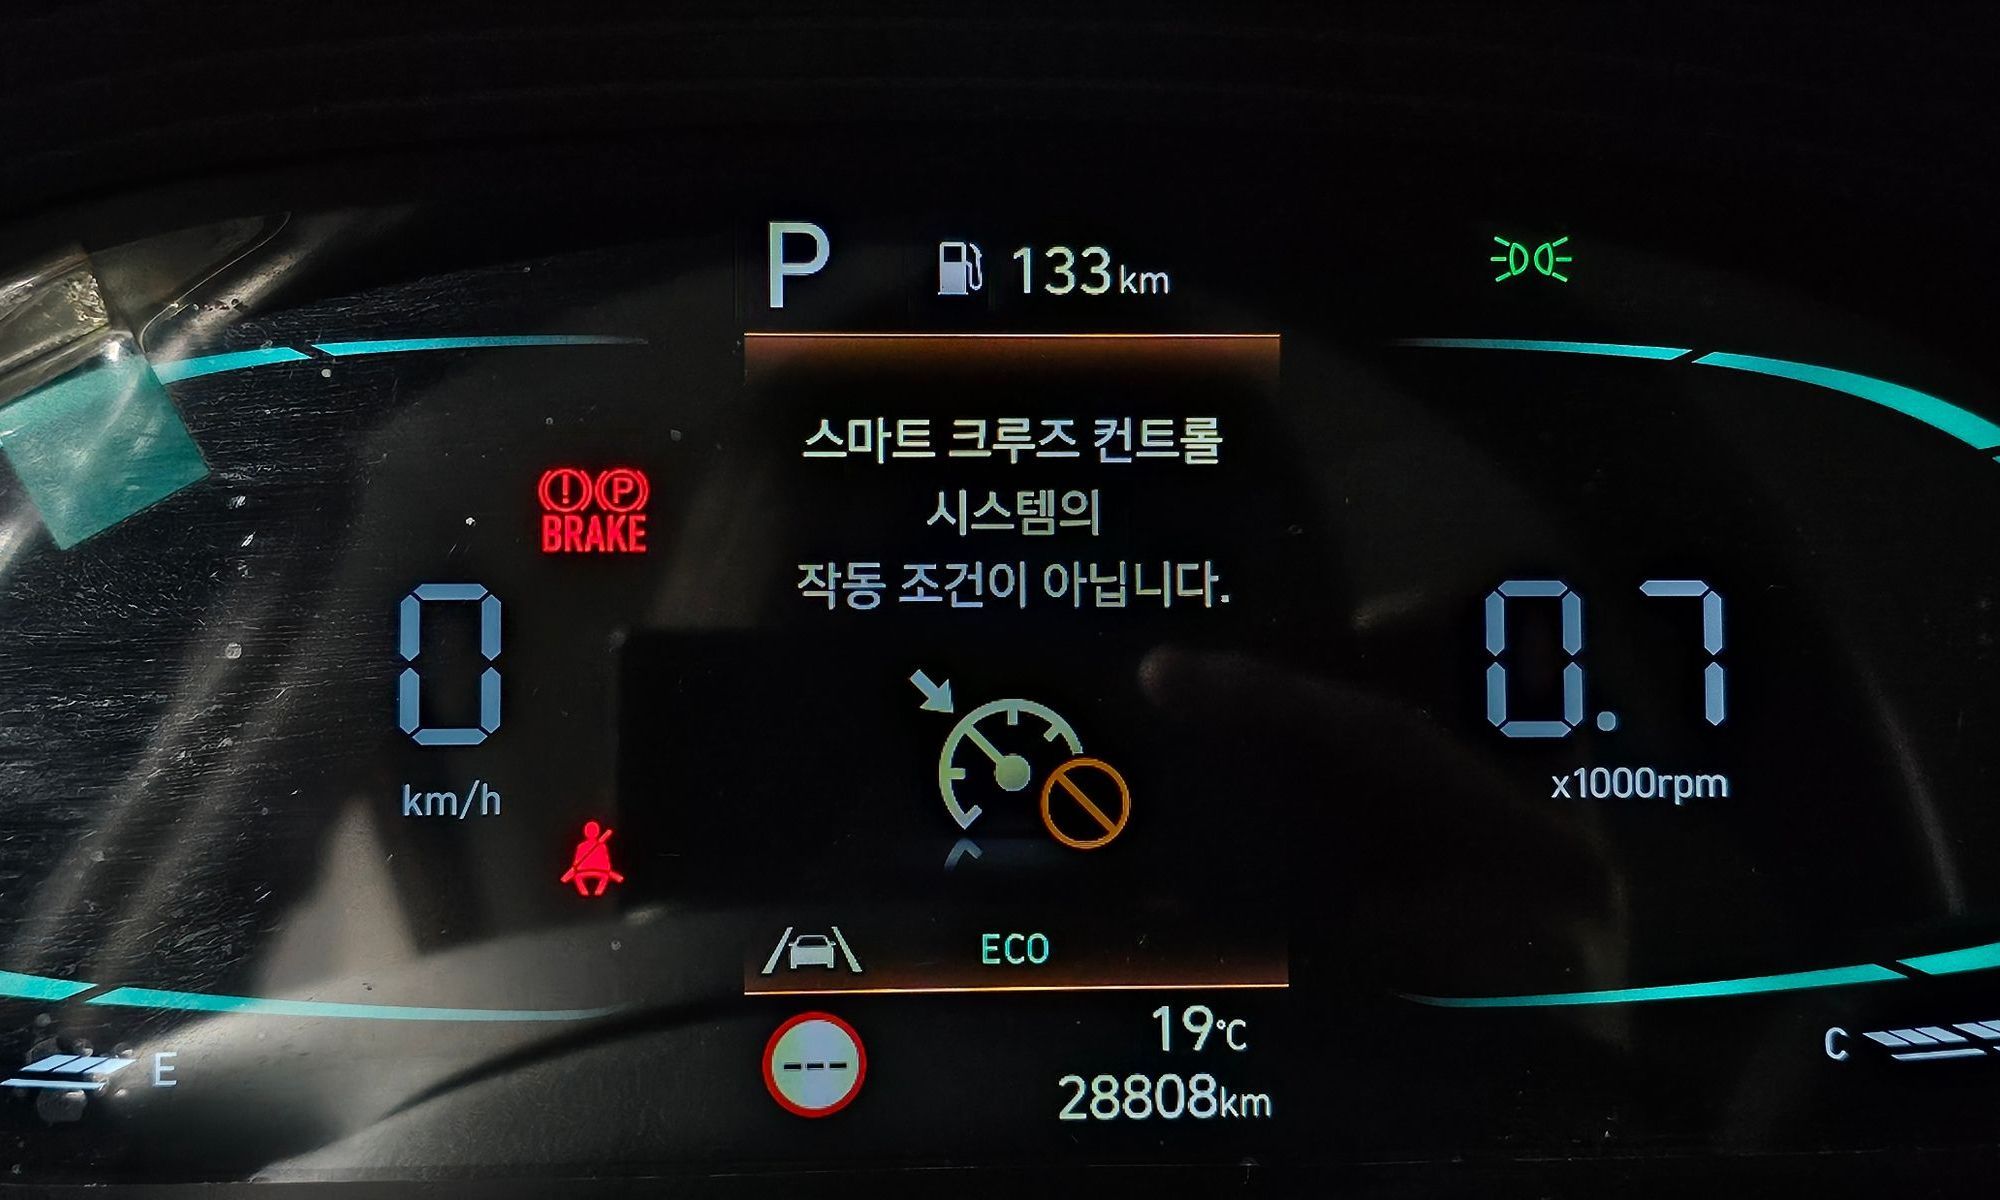 P 133km
스마트 크루즈 컨트롤
시스템의
작동 조건이 아닙니다.
(!)(P)
BRAKE
0
km/h
0.7
x1000rpm
ECO
---
19℃
28808km
E
C